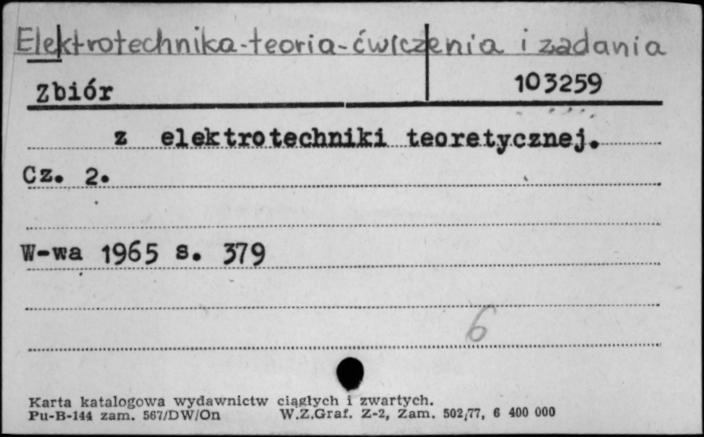 Elektrotechnika-teoria-ćwiczenia i zadania
Zbiór 103259
z elektrotechniki teoretycznej.
Cz. 2.
W-wa 1965 s. 379
6
Karta katalogowa wydawnictw ciągłych i zwartych.
Pu-B-144 zam. 567/DW/On W.Z.Graf. Z-2, Zam. 502/77, 6 400 000